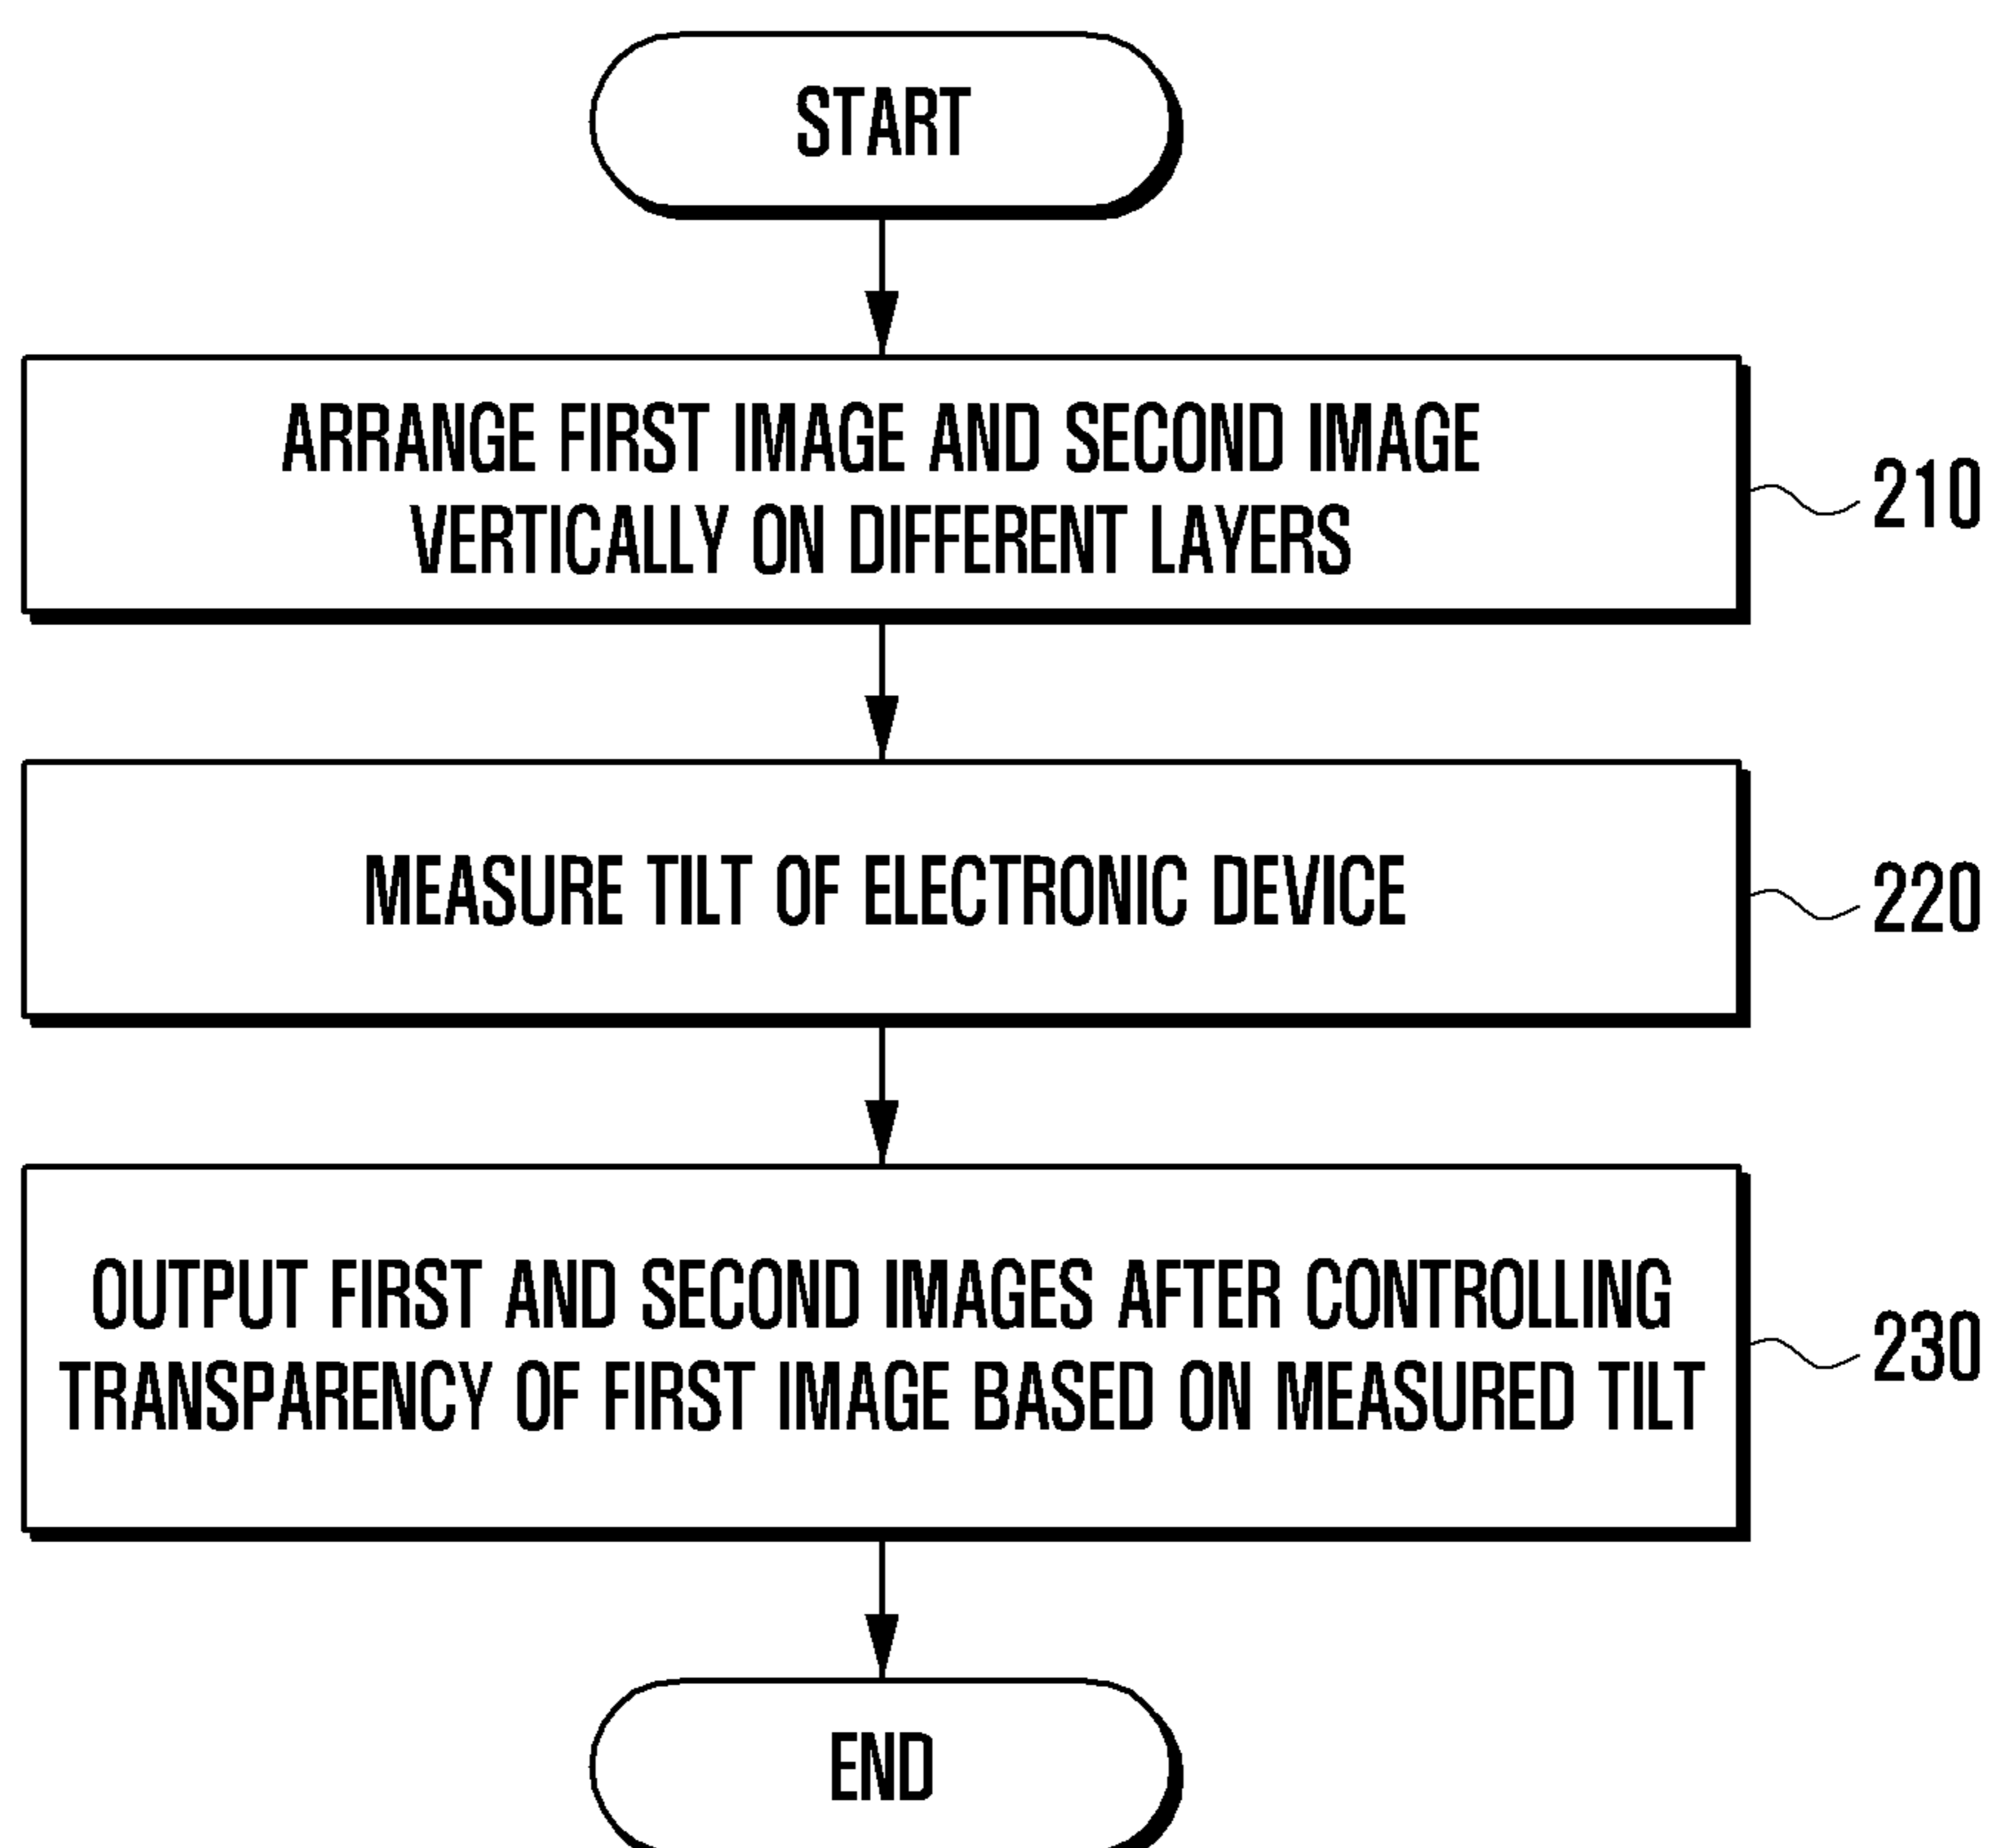 START
ARRANGE FIRST IMAGE AND SECOND IMAGE
VERTICALLY ON DIFFERENT LAYERS
210
MEASURE TILT OF ELECTRONIC DEVICE
220
OUTPUT FIRST AND SECOND IMAGES AFTER CONTROLLING
TRANSPARENCY OF FIRST IMAGE BASED ON MEASURED TILT
230
END